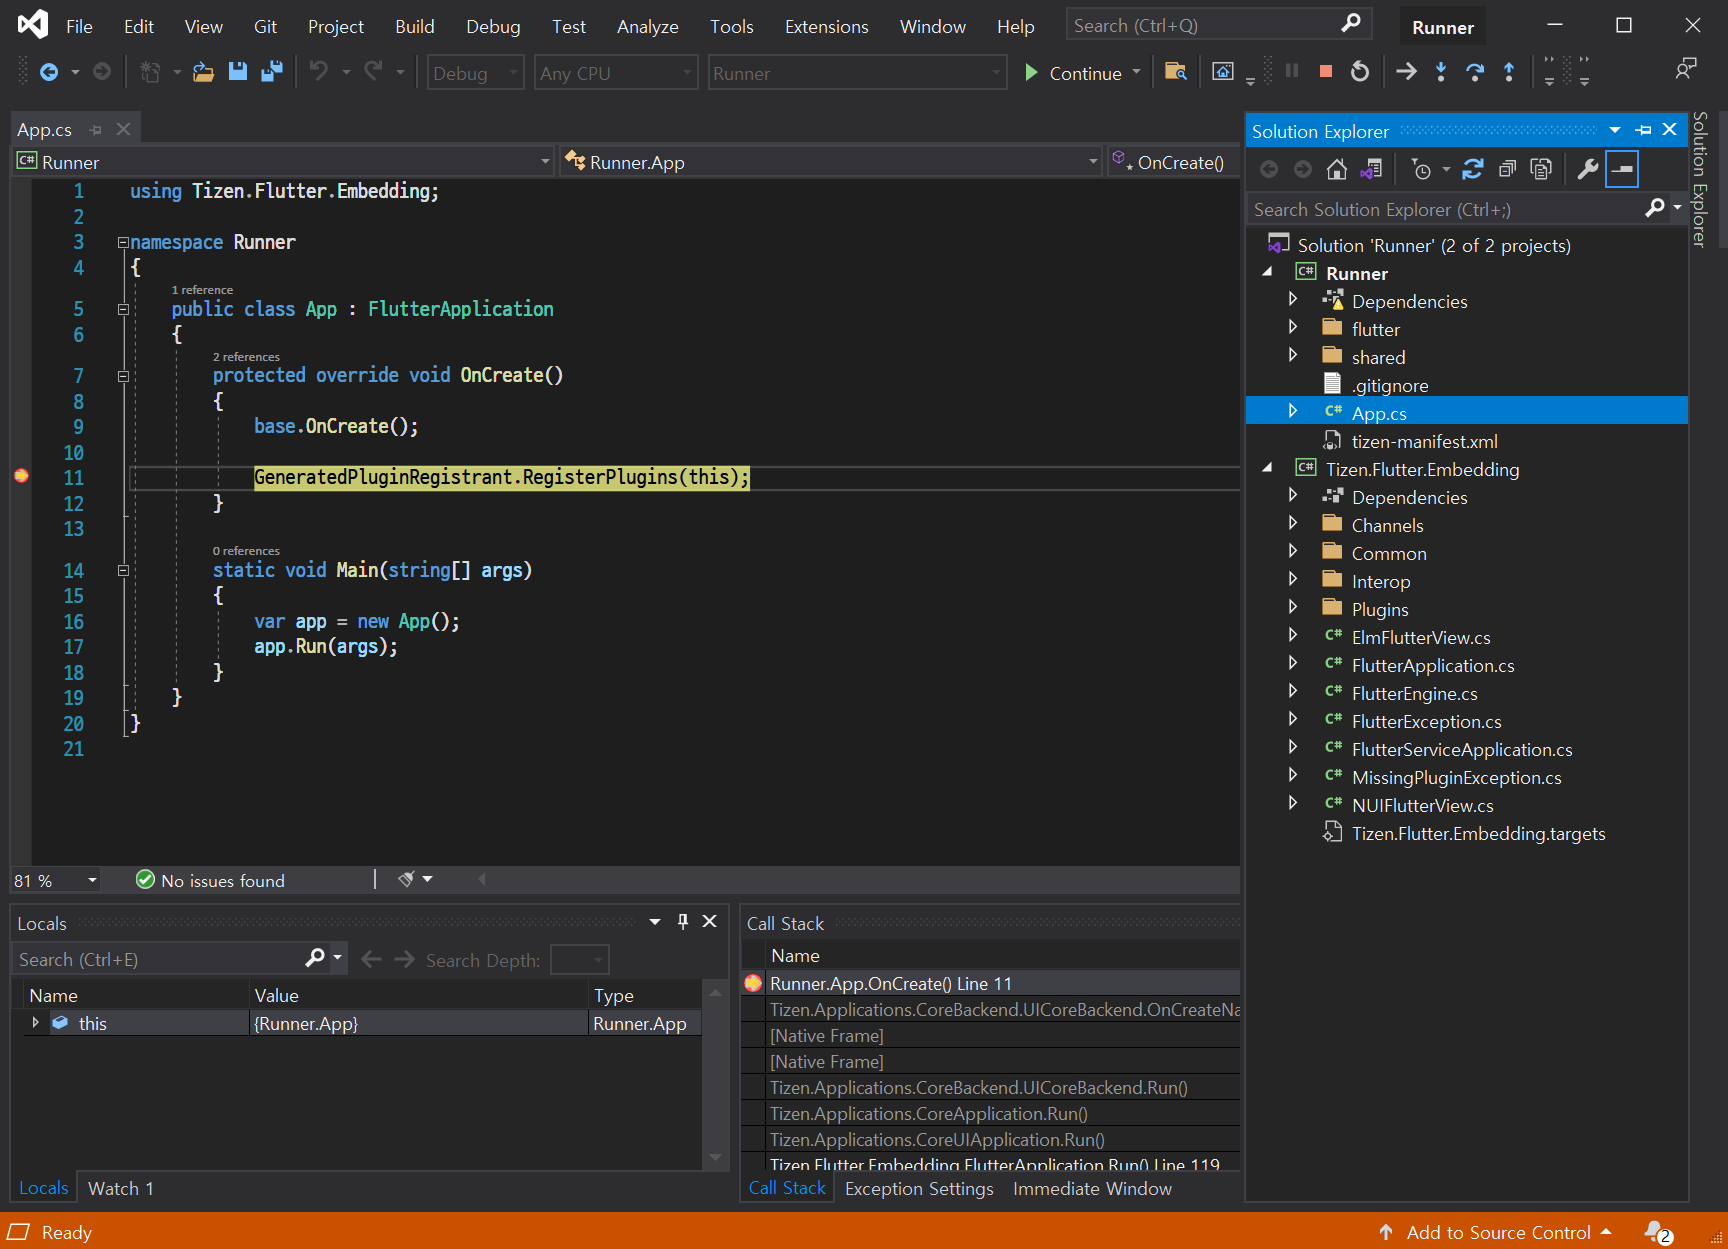 File Edit View Git Project Build Debug Test Analyze Tools Extensions Window Help Search (Ctrl+Q) Runner
Debug Any CPU Runner Continue
App.cs
C# Runner Runner.App OnCreate()
1 using Tizen.Flutter.Embedding;
2
3 namespace Runner
4 {
1 reference
5 public class App : FlutterApplication
6 {
2 references
7 protected override void OnCreate()
8 {
9 base.OnCreate();
10
11 GeneratedPluginRegistrant.RegisterPlugins(this);
12 }
13
0 references
14 static void Main(string[] args)
15 {
16 var app = new App();
17 app.Run(args);
18 }
19 }
20 }
21
81 % No issues found
Locals
Search (Ctrl+E) Search Depth:
Name Value Type
this {Runner.App} Runner.App
Locals Watch 1
Call Stack
Name
Runner.App.OnCreate() Line 11
Tizen.Applications.CoreBackend.UICoreBackend.OnCreateNa
[Native Frame]
[Native Frame]
Tizen.Applications.CoreBackend.UICoreBackend.Run()
Tizen.Applications.CoreApplication.Run()
Tizen.Applications.CoreUIApplication.Run()
Tizen.Flutter.Embedding.FlutterApplication.Run() Line 119
Call Stack Exception Settings Immediate Window
Solution Explorer
Search Solution Explorer (Ctrl+;)
Solution 'Runner' (2 of 2 projects)
C# Runner
Dependencies
flutter
shared
.gitignore
C# App.cs
tizen-manifest.xml
C# Tizen.Flutter.Embedding
Dependencies
Channels
Common
Interop
Plugins
C# ElmFlutterView.cs
C# FlutterApplication.cs
C# FlutterEngine.cs
C# FlutterException.cs
C# FlutterServiceApplication.cs
C# MissingPluginException.cs
C# NUIFlutterView.cs
Tizen.Flutter.Embedding.targets
Solution Explorer
Ready Add to Source Control 2